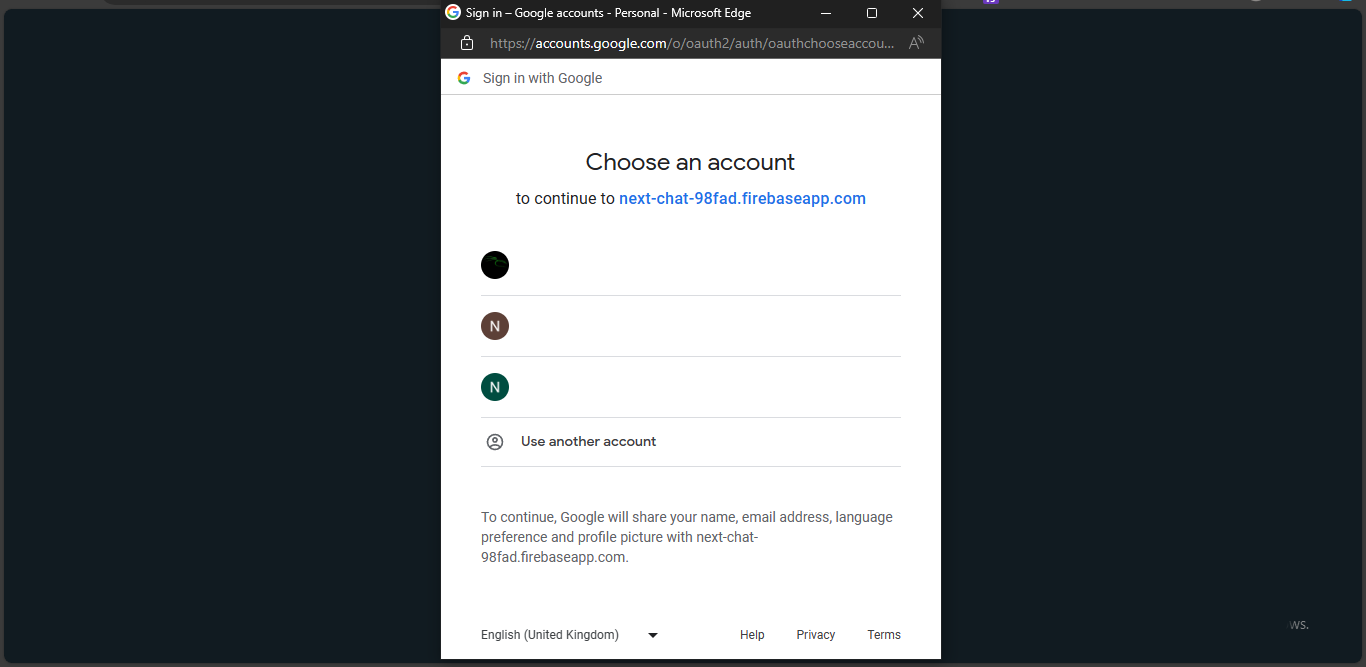 Sign in – Google accounts - Personal - Microsoft Edge
https://accounts.google.com/o/oauth2/auth/oauthchooseaccou...
Sign in with Google
Choose an account
to continue to next-chat-98fad.firebaseapp.com
N
N
Use another account
To continue, Google will share your name, email address, language
preference and profile picture with next-chat-
98fad.firebaseapp.com.
ws.
English (United Kingdom) Help Privacy Terms